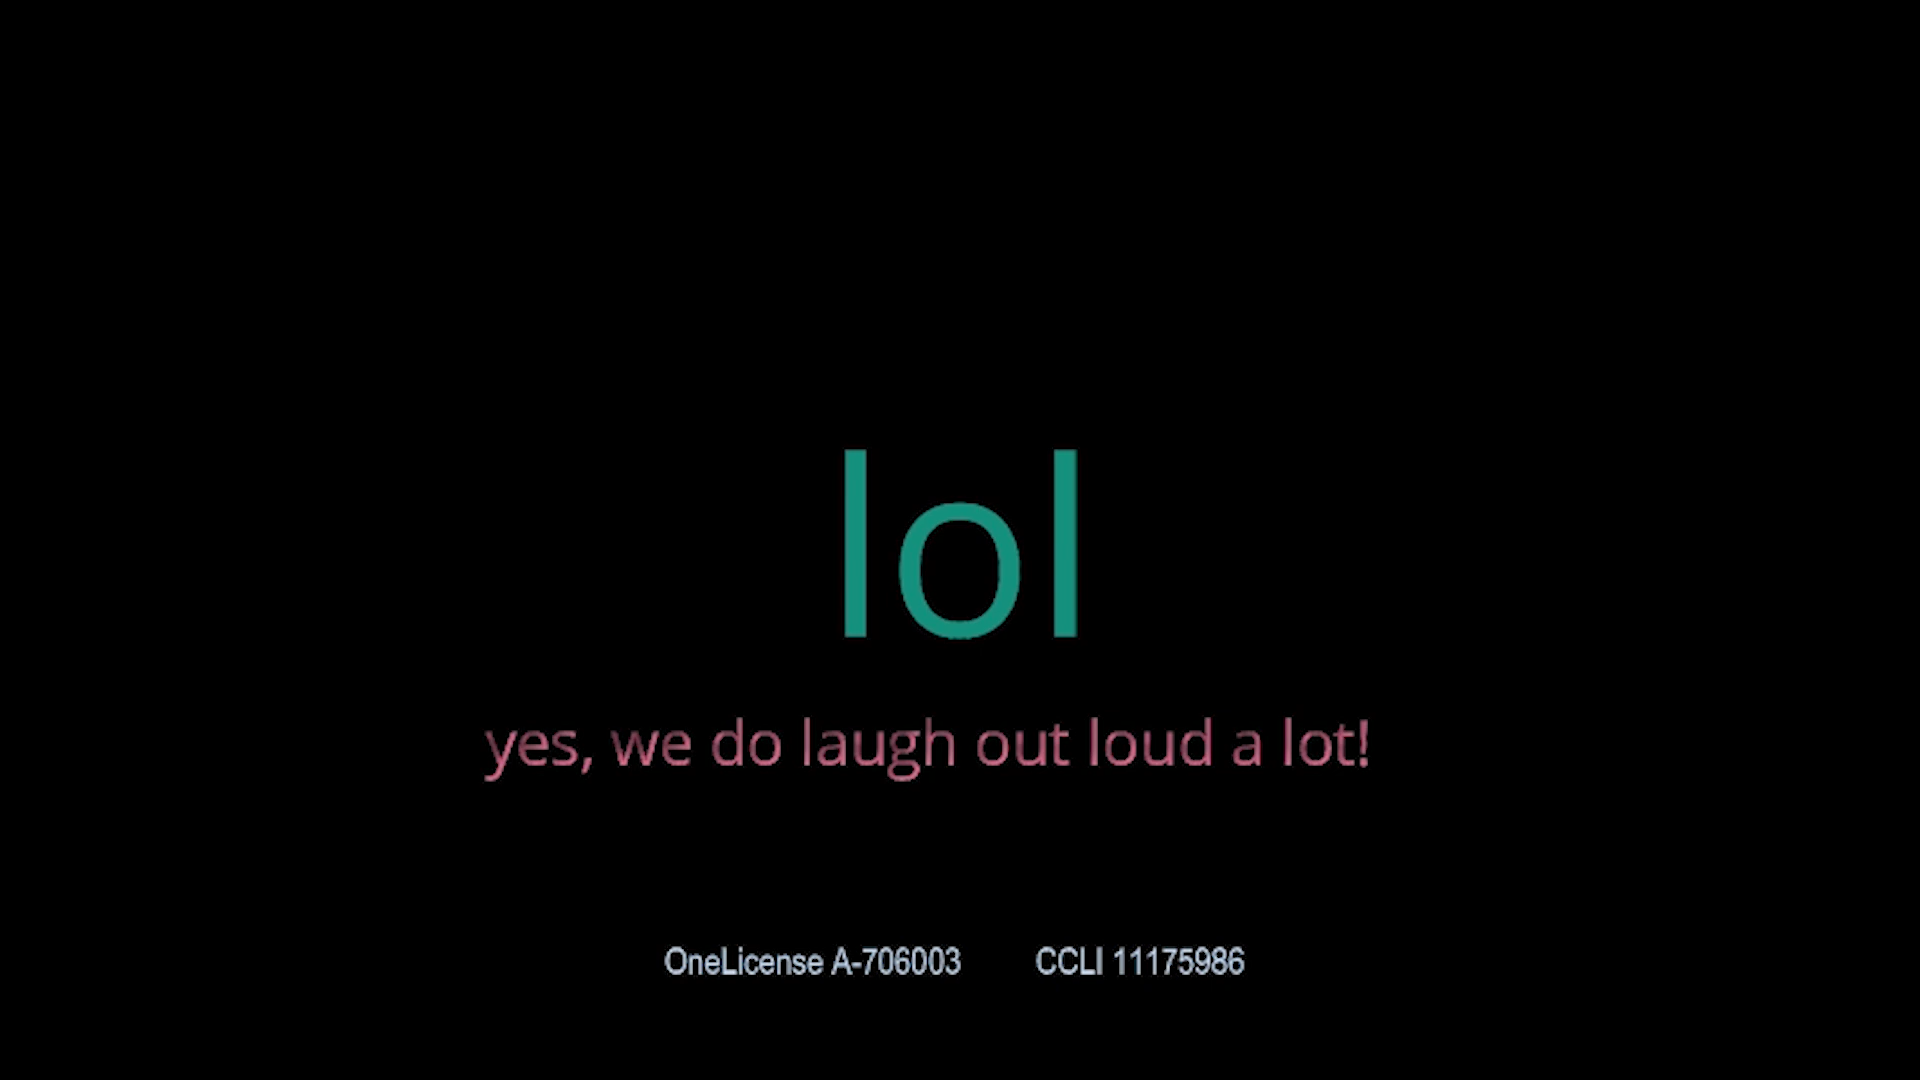 lol
yes, we do laugh out loud a lot!
OneLicense A-706003 CCLI 11175986